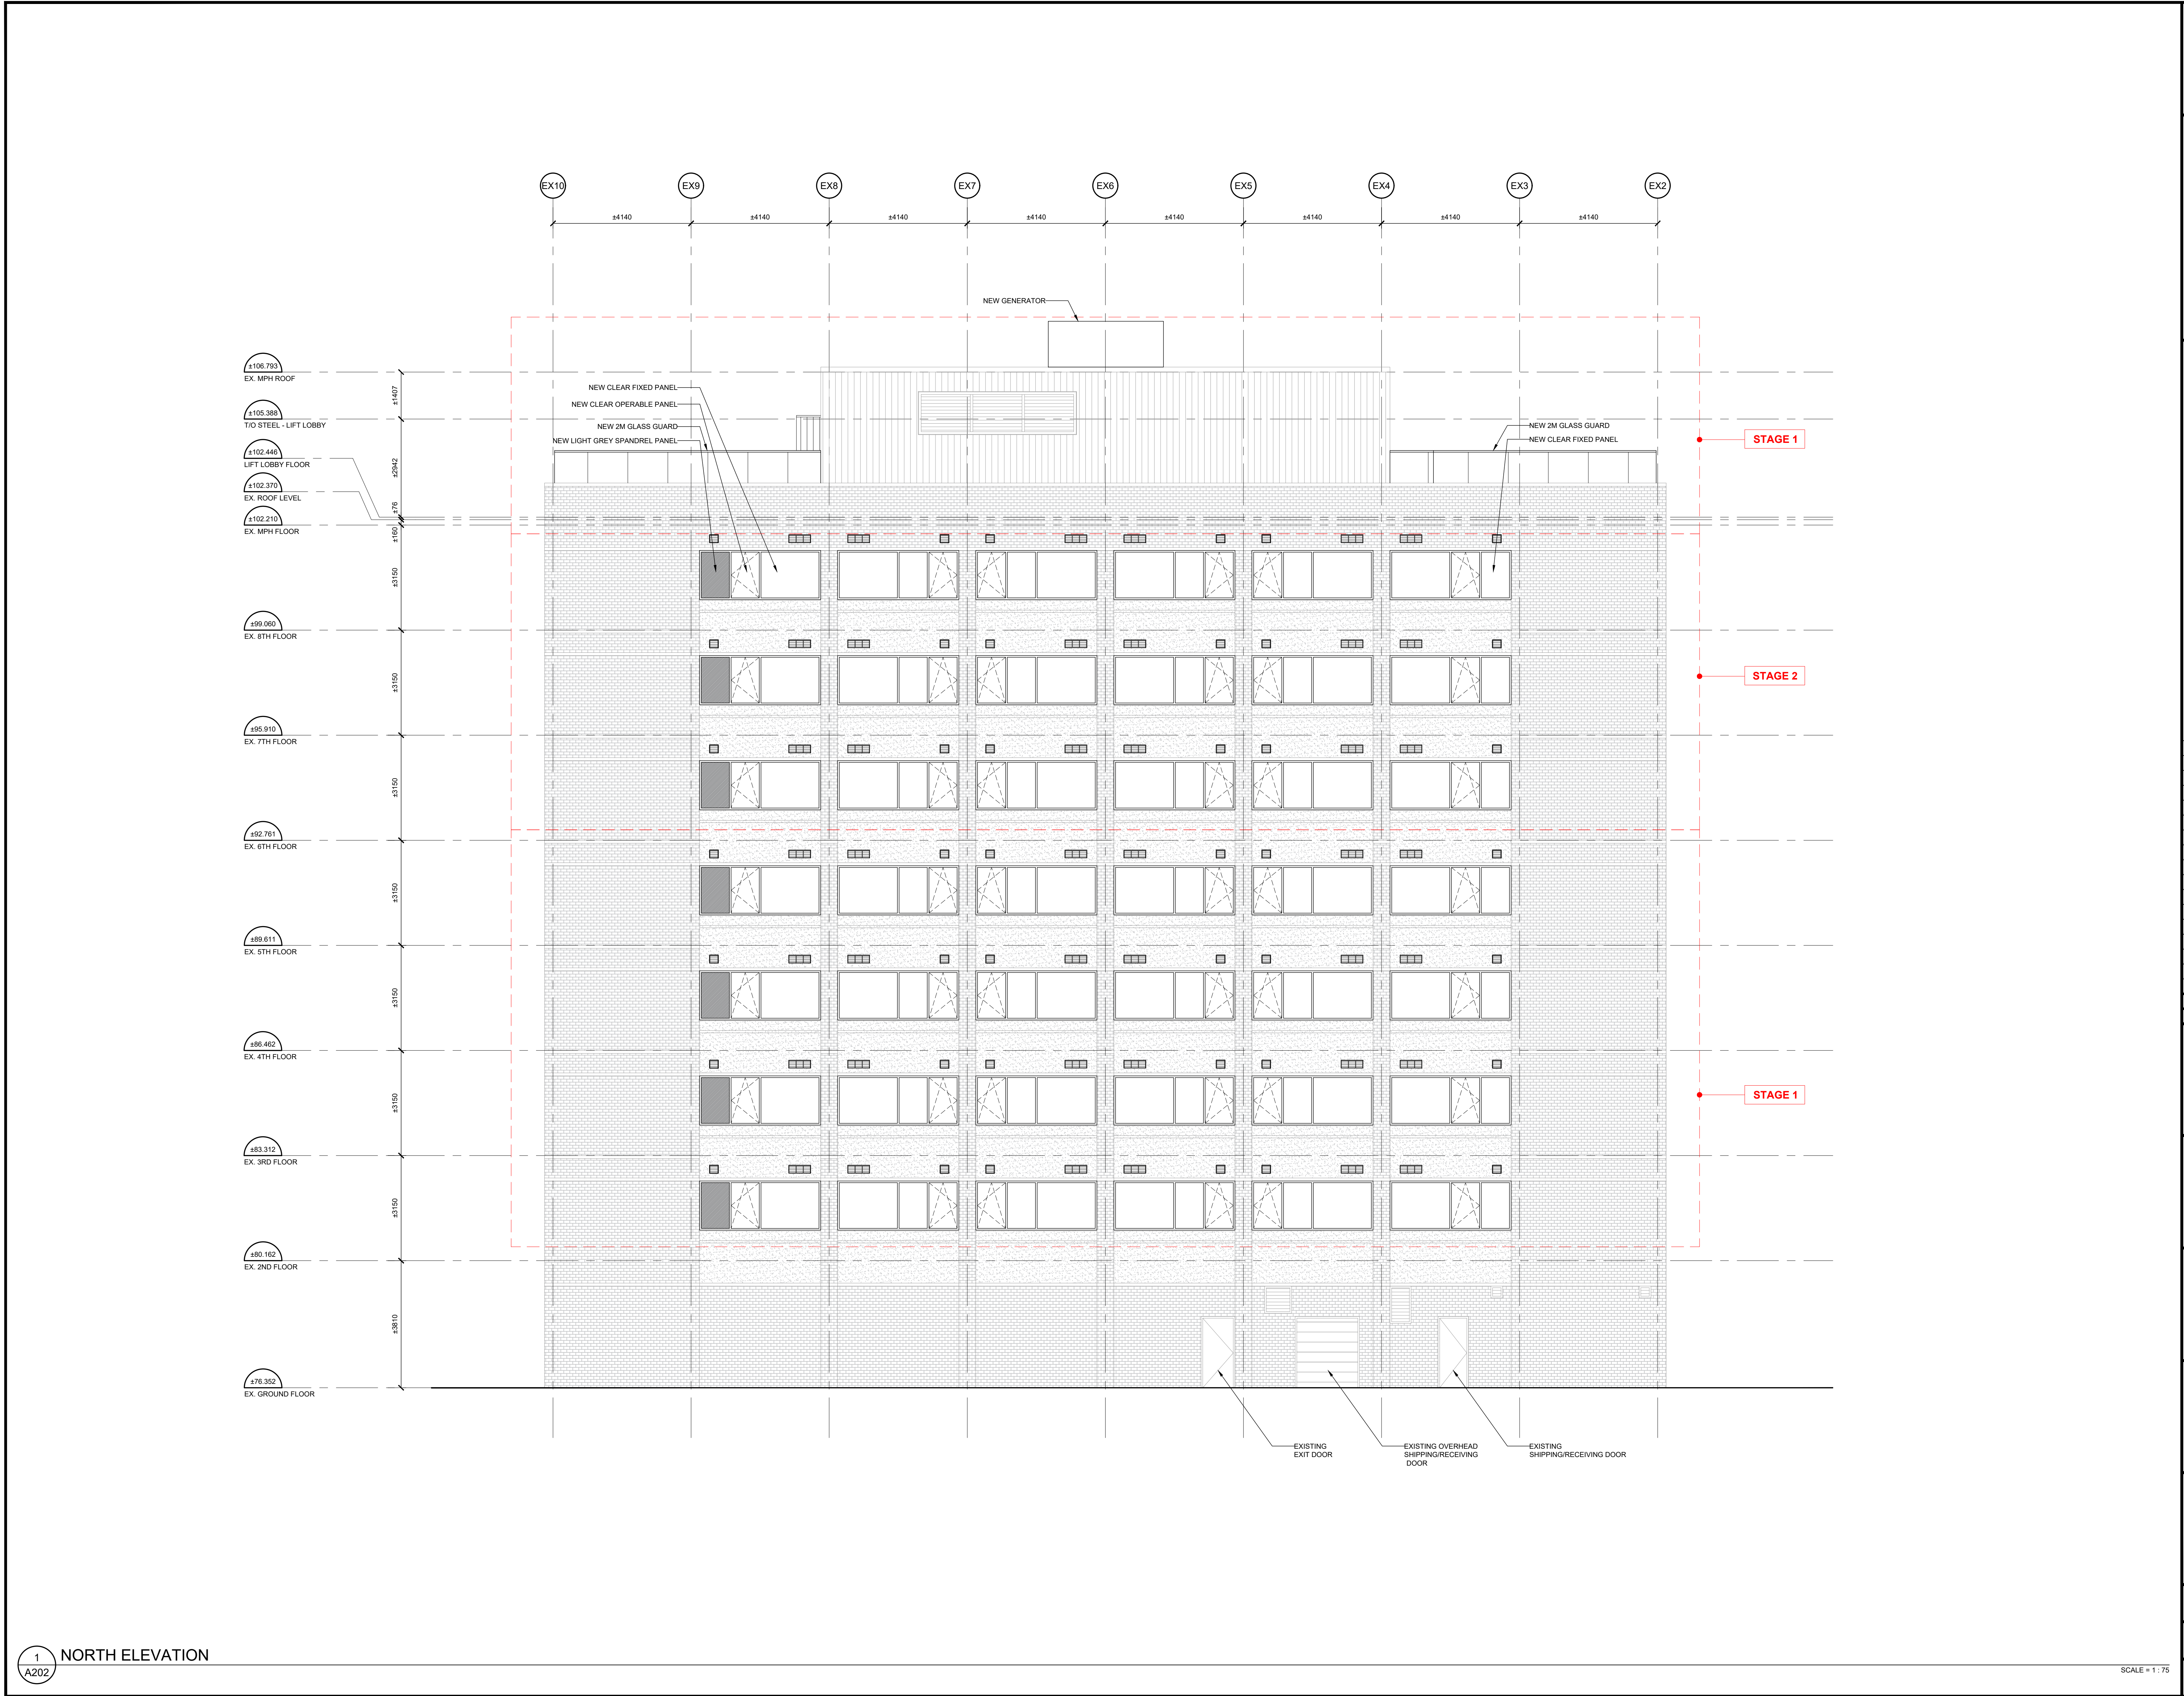 EX10
EX9
EX8
EX7
EX6
EX5
EX4
EX3
EX2
±4140
±4140
±4140
±4140
±4140
±4140
±4140
±4140
NEW GENERATOR
±106.793
EX. MPH ROOF
±1407
NEW CLEAR FIXED PANEL
NEW CLEAR OPERABLE PANEL
NEW 2M GLASS GUARD
NEW LIGHT GREY SPANDREL PANEL
NEW 2M GLASS GUARD
NEW CLEAR FIXED PANEL
STAGE 1
±105.388
T/O STEEL - LIFT LOBBY
±2942
±102.446
LIFT LOBBY FLOOR
±102.370
EX. ROOF LEVEL
±76
±102.210
EX. MPH FLOOR
±160
±3150
±99.060
EX. 8TH FLOOR
±3150
STAGE 2
±95.910
EX. 7TH FLOOR
±3150
±92.761
EX. 6TH FLOOR
±3150
±89.611
EX. 5TH FLOOR
±3150
±86.462
EX. 4TH FLOOR
±3150
STAGE 1
±83.312
EX. 3RD FLOOR
±3150
±80.162
EX. 2ND FLOOR
±3810
±76.352
EX. GROUND FLOOR
EXISTING
EXIT DOOR
EXISTING OVERHEAD
SHIPPING/RECEIVING
DOOR
EXISTING
SHIPPING/RECEIVING DOOR
1
A202
NORTH ELEVATION
SCALE = 1 : 75